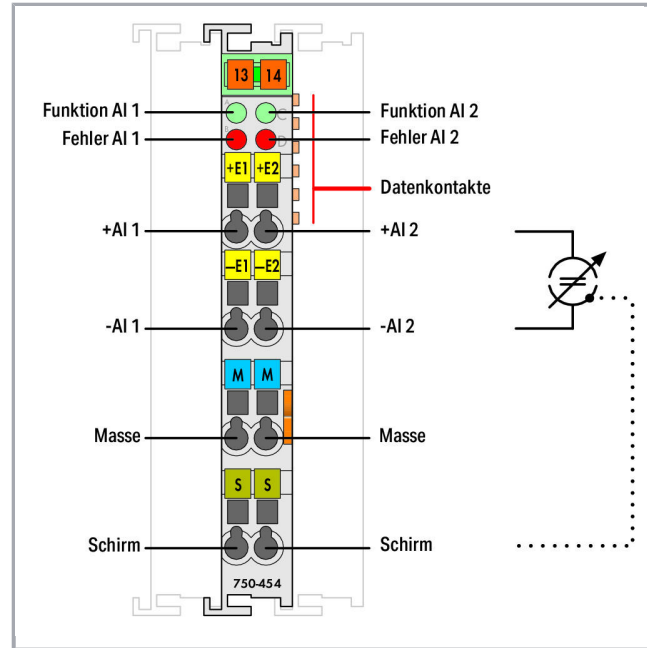 13 14
A C
Funktion AI 1 Funktion AI 2
B D
Fehler AI 1 Fehler AI 2
+E1 +E2
Datenkontakte
+AI 1 +AI 2
—E1 —E2
-AI 1 -AI 2
M M
Masse Masse
S S
Schirm Schirm
750-454